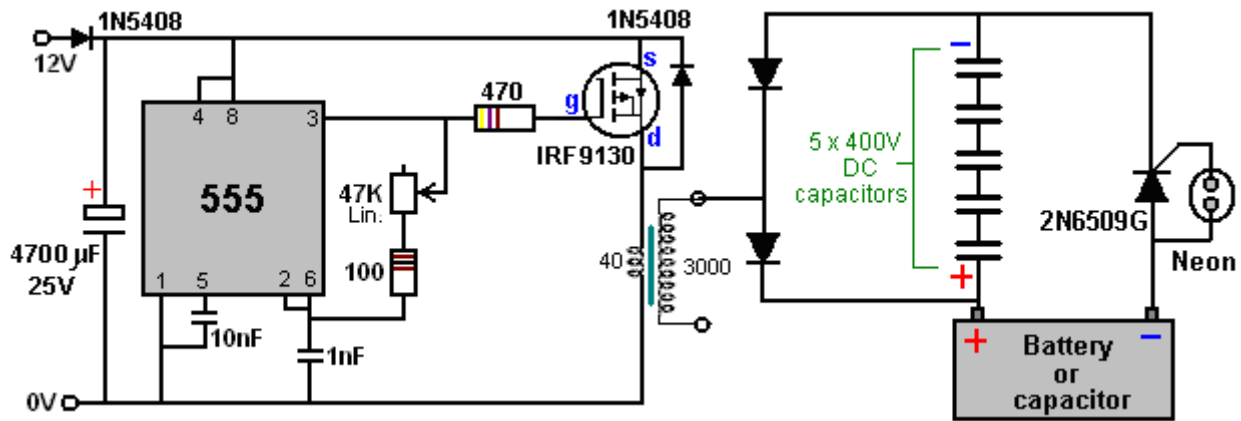 1N5408
12V
4
8
3
555
1
5
2
6
+
4700 µF
25V
10nF
1nF
0V
47K
Lin.
100
470
g
s
d
IRF9130
1N5408
40
3000
−
5 x 400V
DC
capacitors
+
2N6509G
Neon
+
−
Battery
or
capacitor